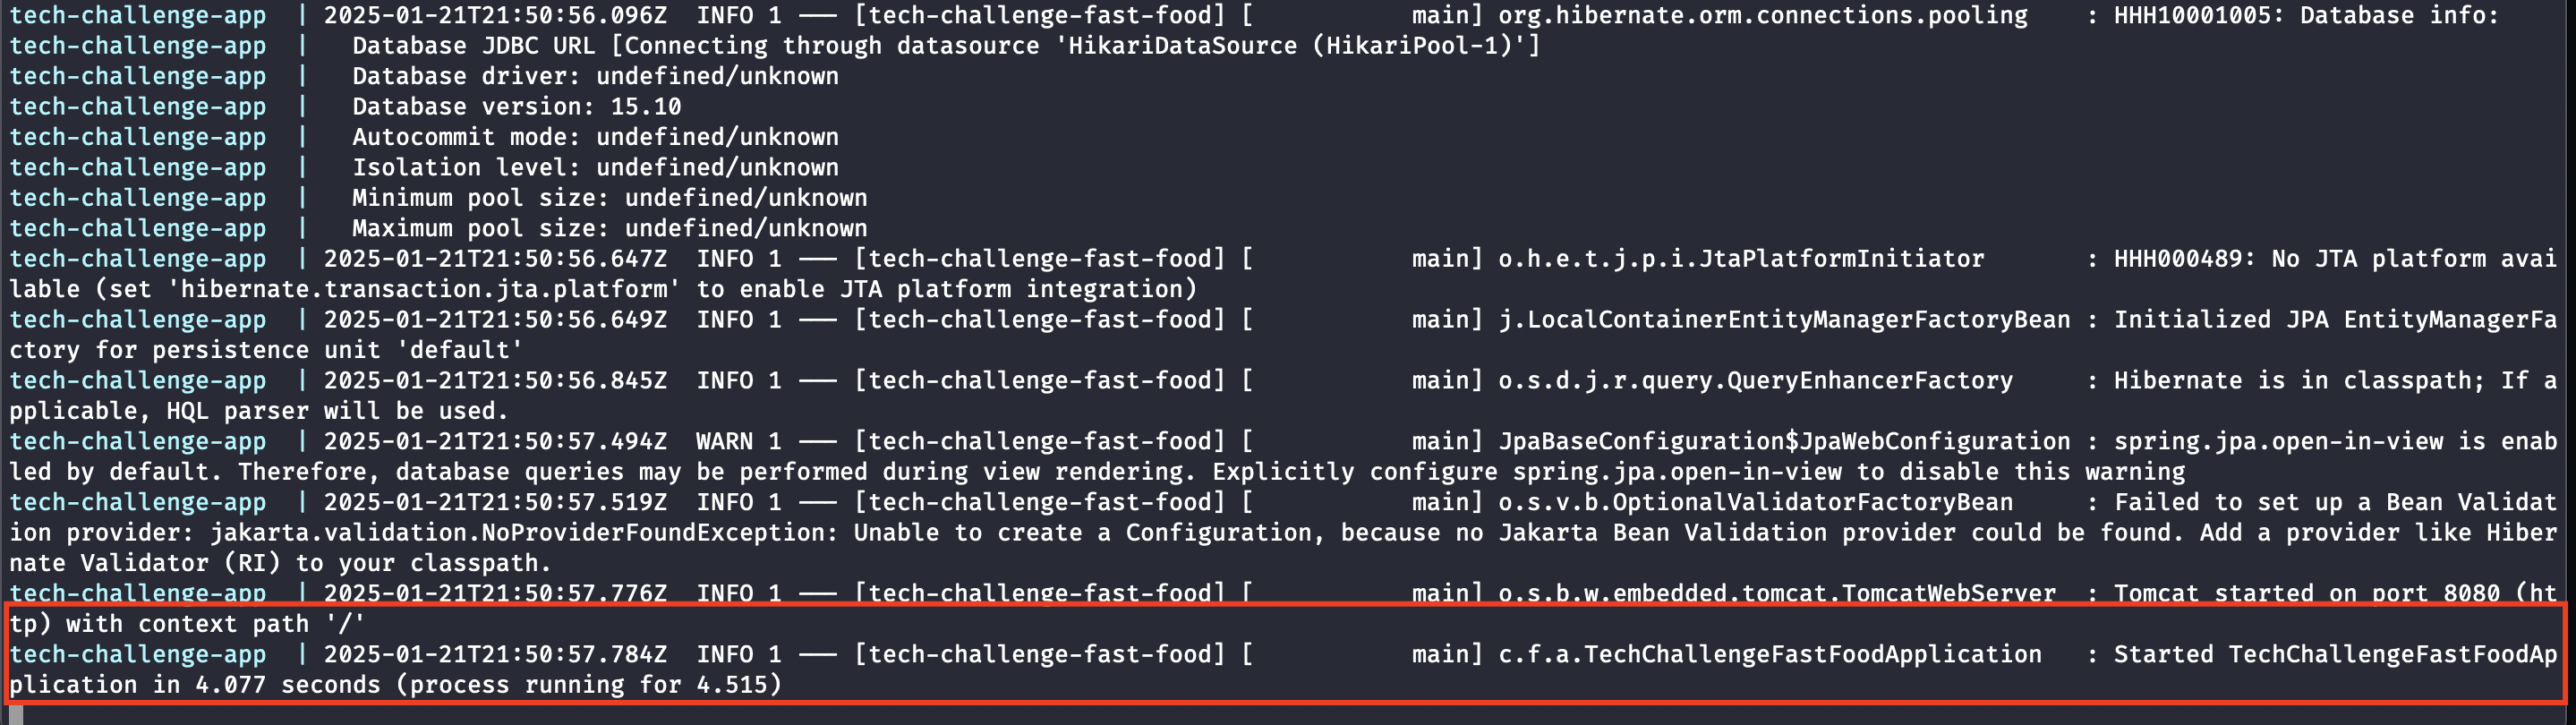 tech-challenge-app  | 2025-01-21T21:50:56.096Z  INFO 1 --- [tech-challenge-fast-food] [           main] org.hibernate.orm.connections.pooling    : HHH10001005: Database info:
tech-challenge-app  |   Database JDBC URL [Connecting through datasource 'HikariDataSource (HikariPool-1)']
tech-challenge-app  |   Database driver: undefined/unknown
tech-challenge-app  |   Database version: 15.10
tech-challenge-app  |   Autocommit mode: undefined/unknown
tech-challenge-app  |   Isolation level: undefined/unknown
tech-challenge-app  |   Minimum pool size: undefined/unknown
tech-challenge-app  |   Maximum pool size: undefined/unknown
tech-challenge-app  | 2025-01-21T21:50:56.647Z  INFO 1 --- [tech-challenge-fast-food] [           main] o.h.e.t.j.p.i.JtaPlatformInitiator       : HHH000489: No JTA platform avai
lable (set 'hibernate.transaction.jta.platform' to enable JTA platform integration)
tech-challenge-app  | 2025-01-21T21:50:56.649Z  INFO 1 --- [tech-challenge-fast-food] [           main] j.LocalContainerEntityManagerFactoryBean : Initialized JPA EntityManagerFa
ctory for persistence unit 'default'
tech-challenge-app  | 2025-01-21T21:50:56.845Z  INFO 1 --- [tech-challenge-fast-food] [           main] o.s.d.j.r.query.QueryEnhancerFactory     : Hibernate is in classpath; If a
pplicable, HQL parser will be used.
tech-challenge-app  | 2025-01-21T21:50:57.494Z  WARN 1 --- [tech-challenge-fast-food] [           main] JpaBaseConfiguration$JpaWebConfiguration : spring.jpa.open-in-view is enab
led by default. Therefore, database queries may be performed during view rendering. Explicitly configure spring.jpa.open-in-view to disable this warning
tech-challenge-app  | 2025-01-21T21:50:57.519Z  INFO 1 --- [tech-challenge-fast-food] [           main] o.s.v.b.OptionalValidatorFactoryBean     : Failed to set up a Bean Validat
ion provider: jakarta.validation.NoProviderFoundException: Unable to create a Configuration, because no Jakarta Bean Validation provider could be found. Add a provider like Hiber
nate Validator (RI) to your classpath.
tech-challenge-app  | 2025-01-21T21:50:57.776Z  INFO 1 --- [tech-challenge-fast-food] [           main] o.s.b.w.embedded.tomcat.TomcatWebServer  : Tomcat started on port 8080 (ht
tp) with context path '/'
tech-challenge-app  | 2025-01-21T21:50:57.784Z  INFO 1 --- [tech-challenge-fast-food] [           main] c.f.a.TechChallengeFastFoodApplication   : Started TechChallengeFastFoodAp
plication in 4.077 seconds (process running for 4.515)